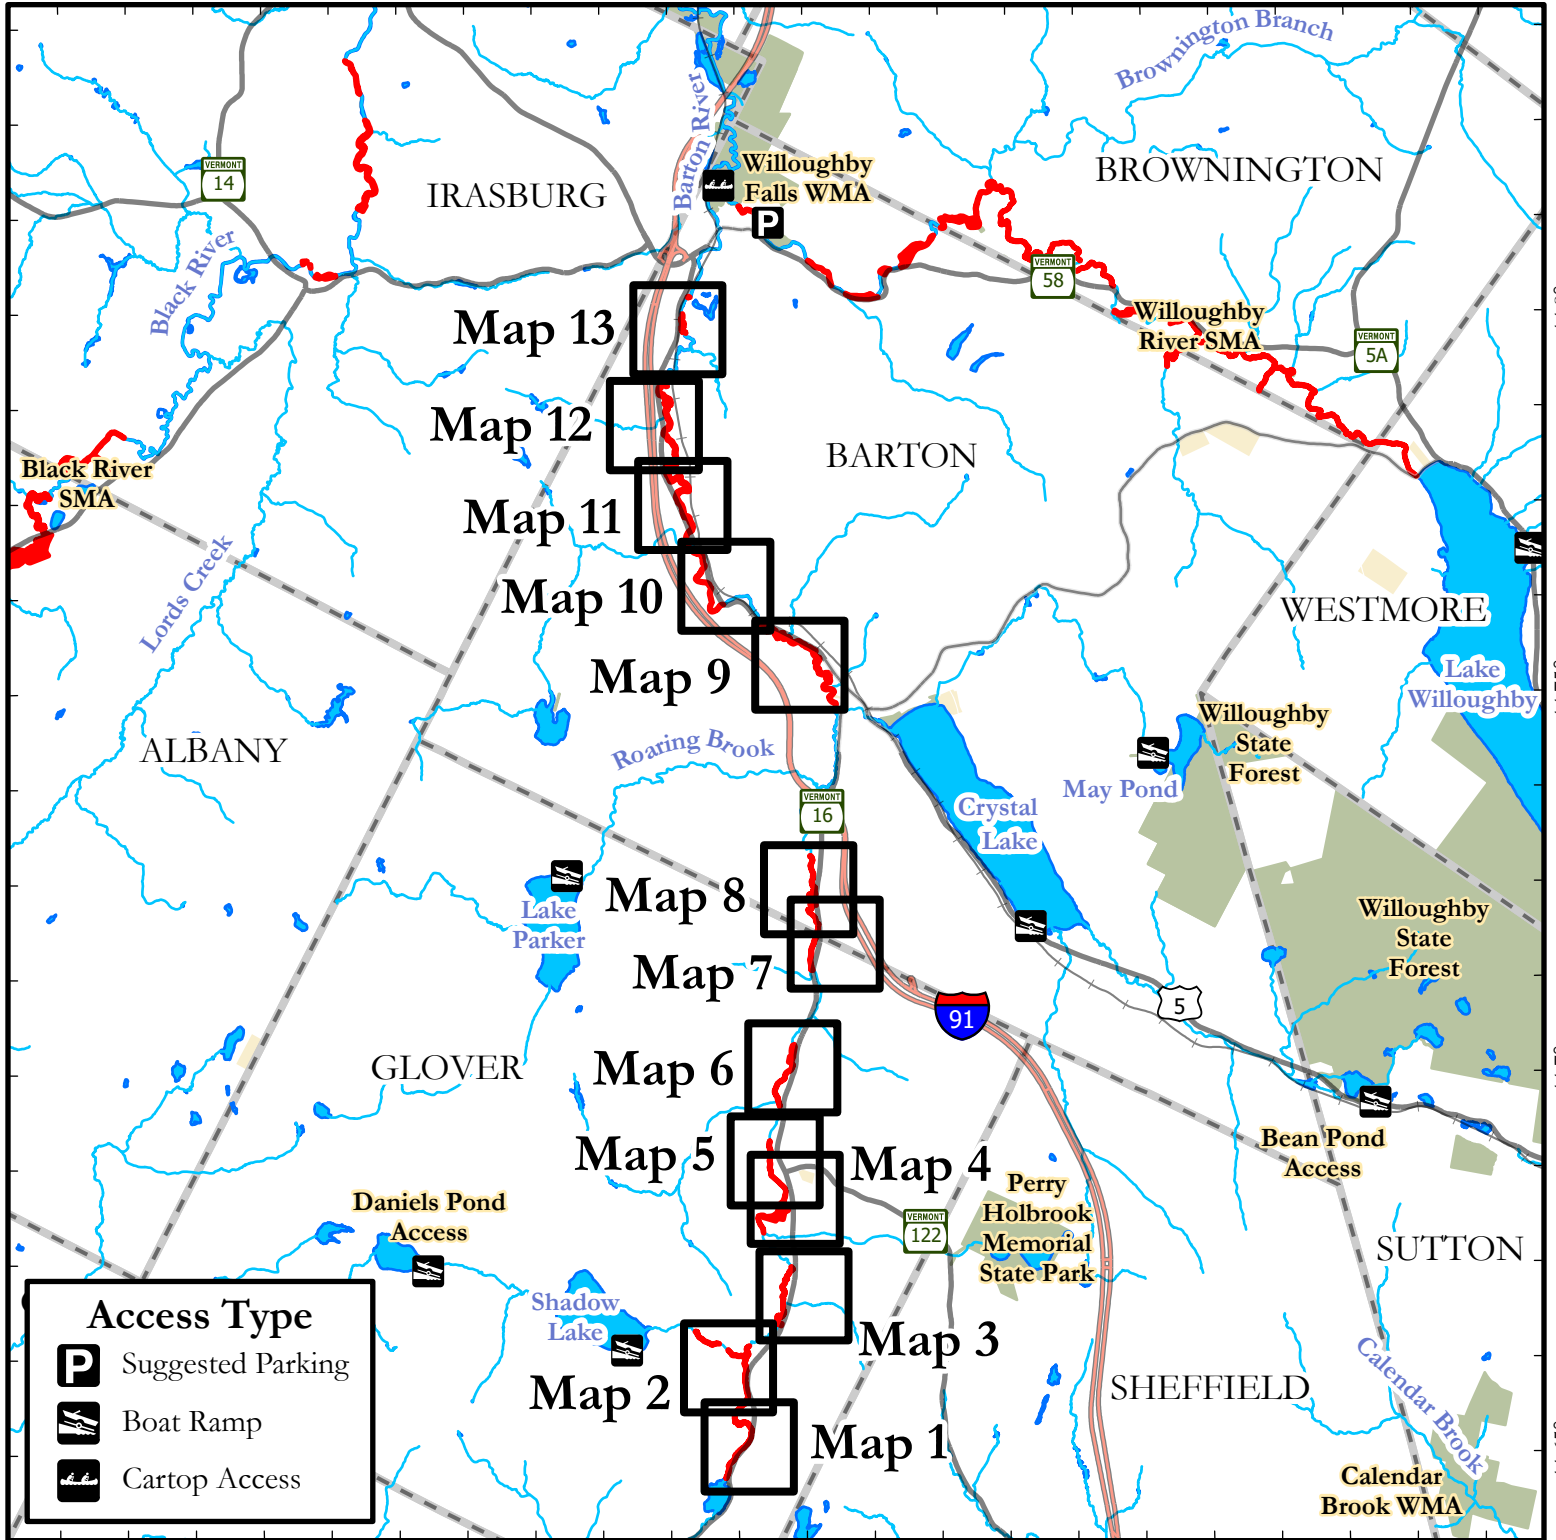 Brownington Branch
Barton River
Willoughby
Falls WMA
P
BROWNINGTON
VERMONT
14
IRASBURG
Black River
VERMONT
58
Willoughby
River SMA
VERMONT
5A
Map 13
Map 12
BARTON
Black River
SMA
Map 11
Lords Creek
Map 10
WESTMORE
Map 9
Lake
Willoughby
ALBANY
Roaring Brook
Willoughby
State
Forest
May Pond
VERMONT
16
Crystal
Lake
Map 8
Lake
Parker
Willoughby
State
Forest
Map 7
5
91
GLOVER
Map 6
Map 5
Map 4
Bean Pond
Access
Perry
Holbrook
Memorial
State Park
Daniels Pond
Access
VERMONT
122
SUTTON
Shadow
Lake
Map 3
Map 2
SHEFFIELD
Calendar Brook
Map 1
Calendar
Brook WMA
Access Type
P Suggested Parking
Boat Ramp
Cartop Access